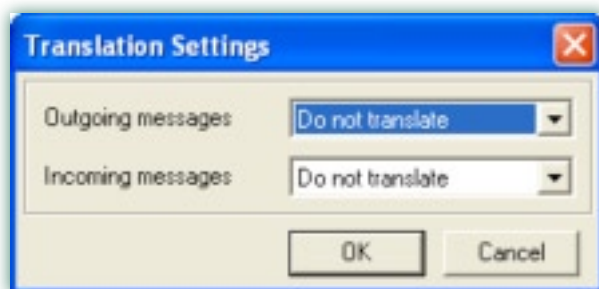 Translation Settings
Outgoing messages Do not translate
Incoming messages Do not translate
OK Cancel